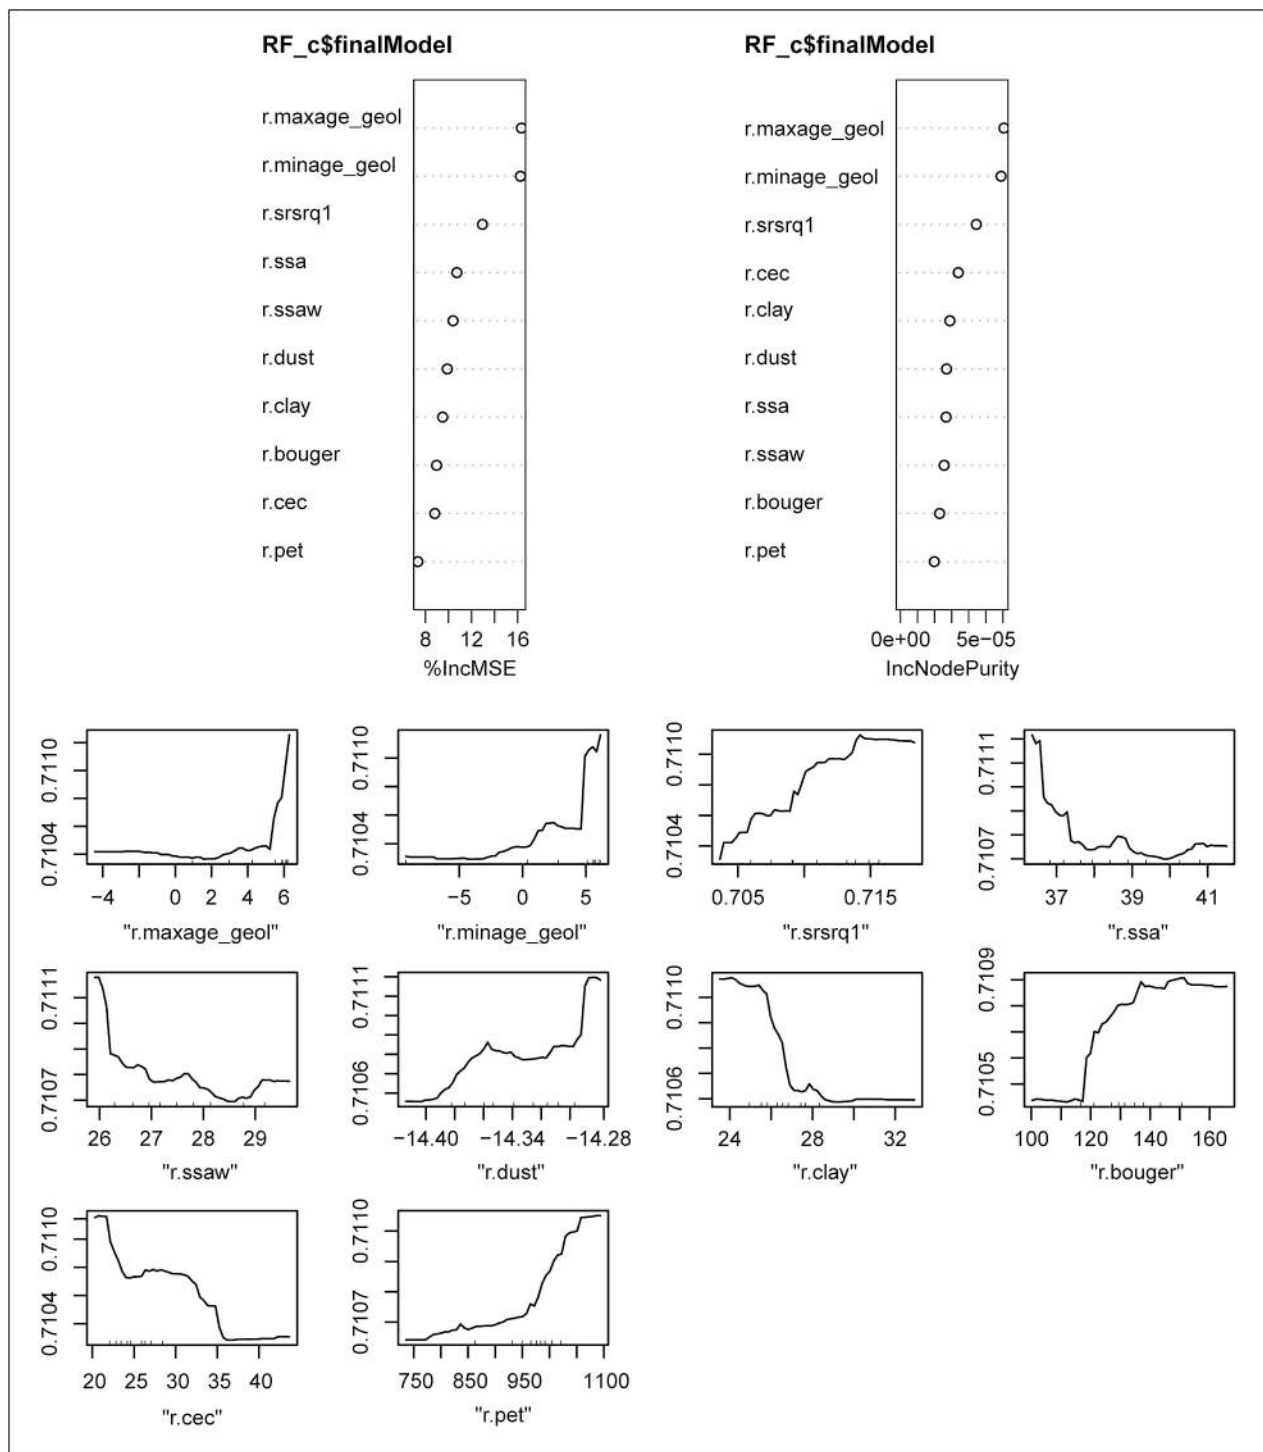 RF_c$finalModel
r.maxage_geol
r.minage_geol
r.srsrq1
r.ssa
r.ssaw
r.dust
r.clay
r.bouger
r.cec
r.pet
8 12 16
%IncMSE
RF_c$finalModel
r.maxage_geol
r.minage_geol
r.srsrq1
r.cec
r.clay
r.dust
r.ssa
r.ssaw
r.bouger
r.pet
0e+00 5e-05
IncNodePurity
0.7104 0.7110
−4 0 2 4 6
"r.maxage_geol"
0.7104 0.7110
−5 0 5
"r.minage_geol"
0.7104 0.7110
0.705 0.715
"r.srsrq1"
0.7107 0.7111
37 39 41
"r.ssa"
0.7107 0.7111
26 27 28 29
"r.ssaw"
0.7106 0.7111
−14.40 −14.34 −14.28
"r.dust"
0.7106 0.7110
24 28 32
"r.clay"
0.7105 0.7109
100 120 140 160
"r.bouger"
0.7104 0.7110
20 25 30 35 40
"r.cec"
0.7107 0.7110
750 850 950 1100
"r.pet"